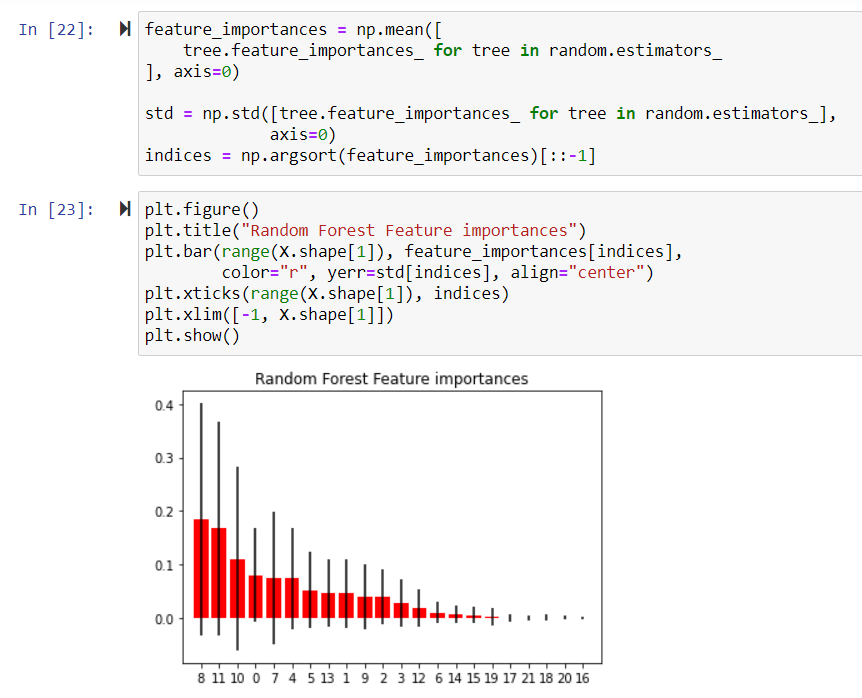 In [22]:
feature_importances = np.mean([
    tree.feature_importances_ for tree in random.estimators_
], axis=0)
std = np.std([tree.feature_importances_ for tree in random.estimators_],
             axis=0)
indices = np.argsort(feature_importances)[::-1]
In [23]:
plt.figure()
plt.title("Random Forest Feature importances")
plt.bar(range(X.shape[1]), feature_importances[indices],
        color="r", yerr=std[indices], align="center")
plt.xticks(range(X.shape[1]), indices)
plt.xlim([-1, X.shape[1]])
plt.show()
Random Forest Feature importances
0.4
0.3
0.2
0.1
0.0
8 11 10 0 7 4 5 13 1 9 2 3 12 6 14 15 19 17 21 18 20 16